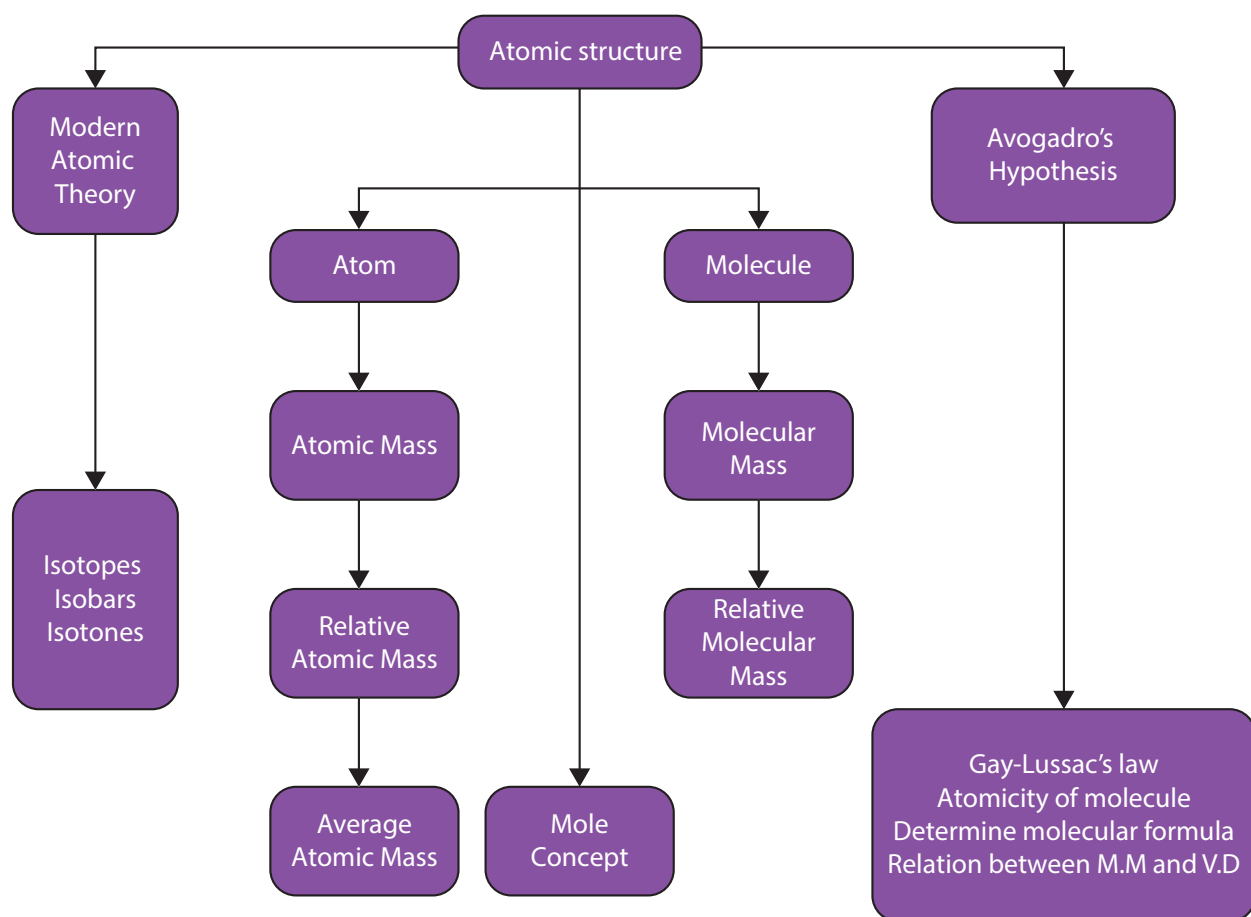 Atomic structure
Modern
Atomic
Theory
Avogadro’s
Hypothesis
Atom
Molecule
Atomic Mass
Molecular
Mass
Isotopes
Isobars
Isotones
Relative
Atomic Mass
Relative
Molecular
Mass
Average
Atomic Mass
Mole
Concept
Gay-Lussac’s law
Atomicity of molecule
Determine molecular formula
Relation between M.M and V.D